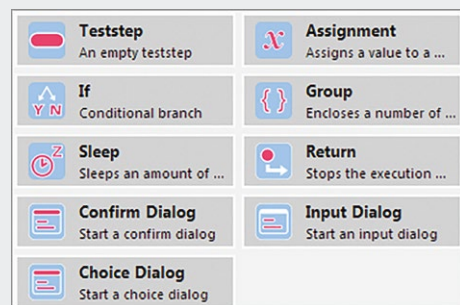 Teststep
An empty teststep
Assignment
Assigns a value to a ...
Y N
If
Conditional branch
Group
Encloses a number of ...
Z
Sleep
Sleeps an amount of ...
Return
Stops the execution ...
Confirm Dialog
Start a confirm dialog
Input Dialog
Start an input dialog
Choice Dialog
Start a choice dialog